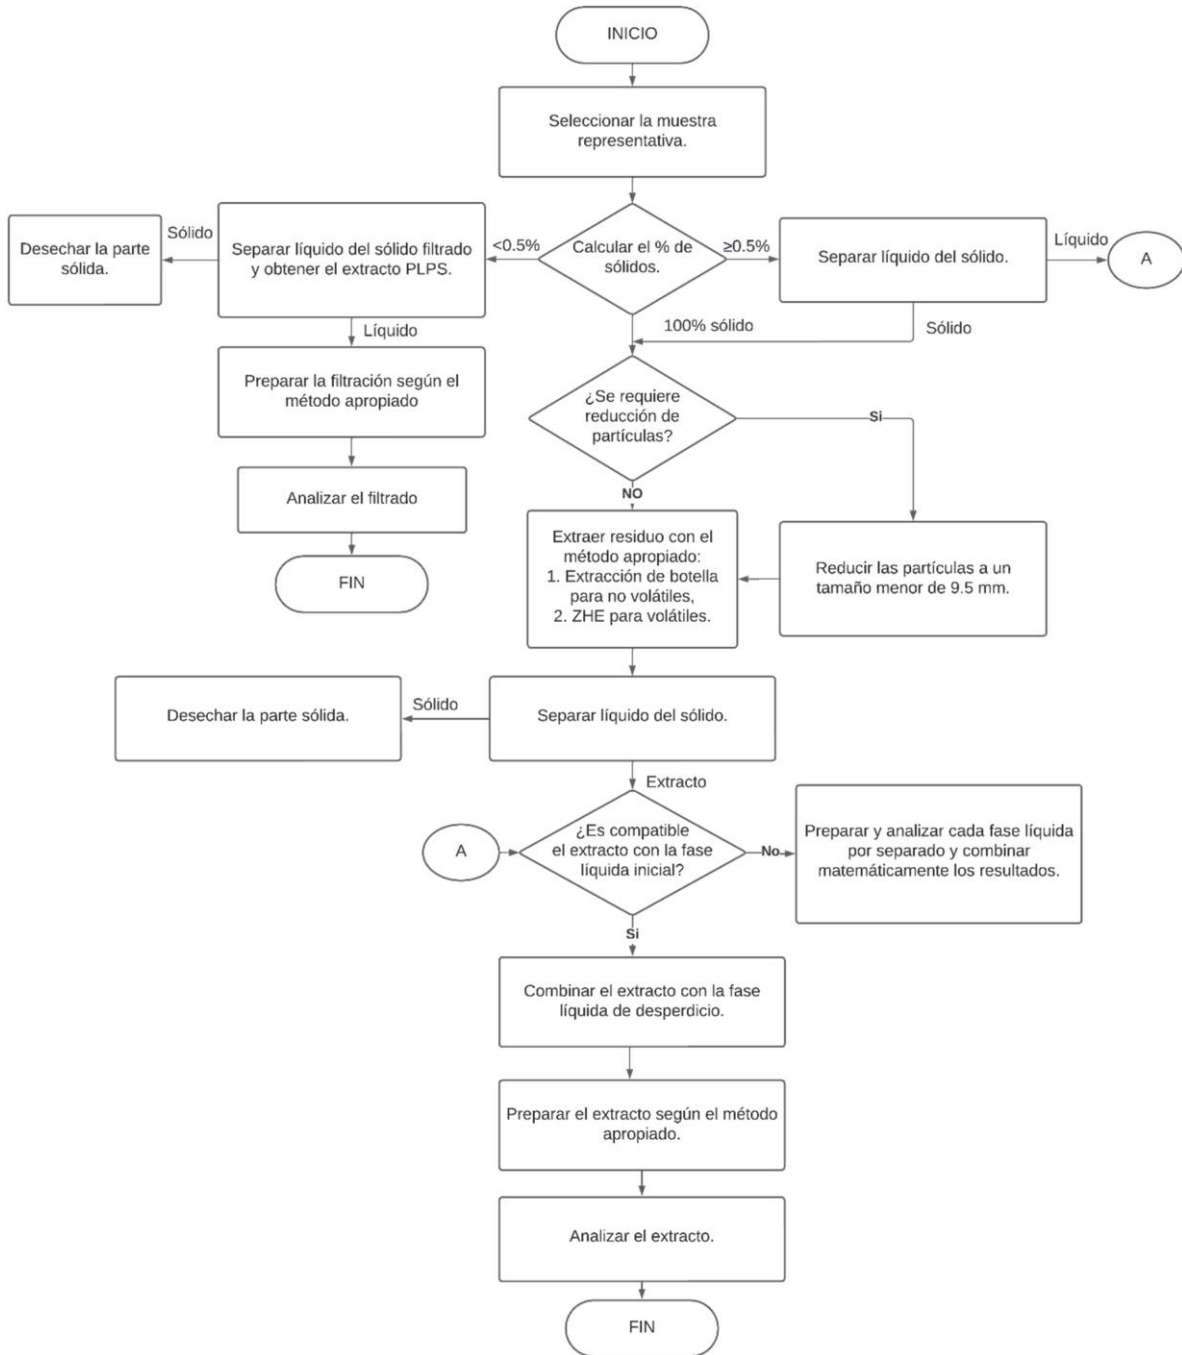 INICIO
Seleccionar la muestra
representativa.
Calcular el % de
sólidos.
<0.5%
≥0.5%
Separar líquido del sólido filtrado
y obtener el extracto PLPS.
Sólido
Desechar la parte
sólida.
Separar líquido del sólido.
Líquido
A
Líquido
100% sólido
Sólido
Preparar la filtración según el
método apropiado
Analizar el filtrado
FIN
¿Se requiere
reducción de
partículas?
Si
NO
Extraer residuo con el
método apropiado:
1. Extracción de botella
para no volátiles,
2. ZHE para volátiles.
Reducir las partículas a un
tamaño menor de 9.5 mm.
Separar líquido del sólido.
Sólido
Desechar la parte sólida.
Extracto
A
¿Es compatible
el extracto con la fase
líquida inicial?
No
Preparar y analizar cada fase líquida
por separado y combinar
matemáticamente los resultados.
Si
Combinar el extracto con la fase
líquida de desperdicio.
Preparar el extracto según el método
apropiado.
Analizar el extracto.
FIN